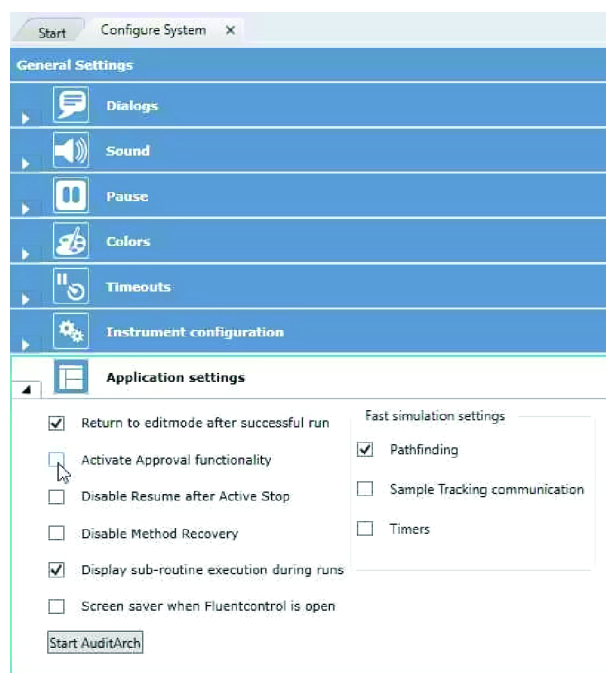 Start Configure System X
General Settings
Dialogs
Sound
Pause
Colors
Timeouts
Instrument configuration
Application settings
Return to editmode after successful run
Activate Approval functionality
Disable Resume after Active Stop
Disable Method Recovery
Display sub-routine execution during runs
Screen saver when Fluentcontrol is open
Start AuditArch
Fast simulation settings
Pathfinding
Sample Tracking communication
Timers